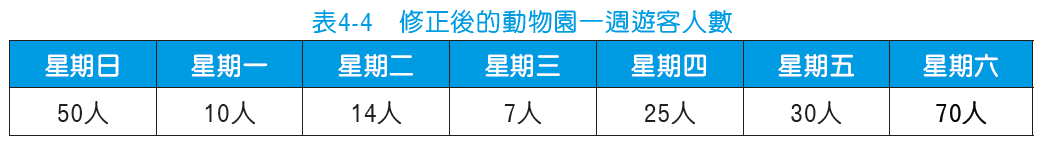 表4-4　修正後的動物園一週遊客人數
星期日 星期一 星期二 星期三 星期四 星期五 星期六
50人 10人 14人 7人 25人 30人 70人